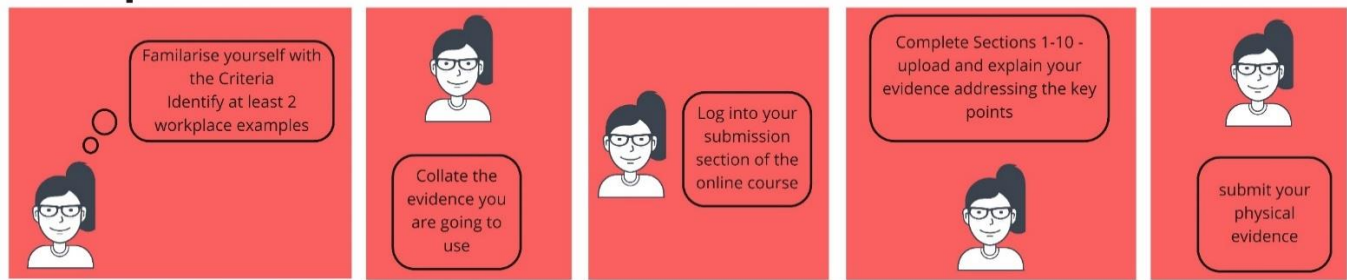 Familarise yourself with
the Criteria
Identify at least 2
workplace examples
Collate the
evidence you
are going to
use
Log into your
submission
section of the
online course
Complete Sections 1-10 -
upload and explain your
evidence addressing the key
points
submit your
physical
evidence